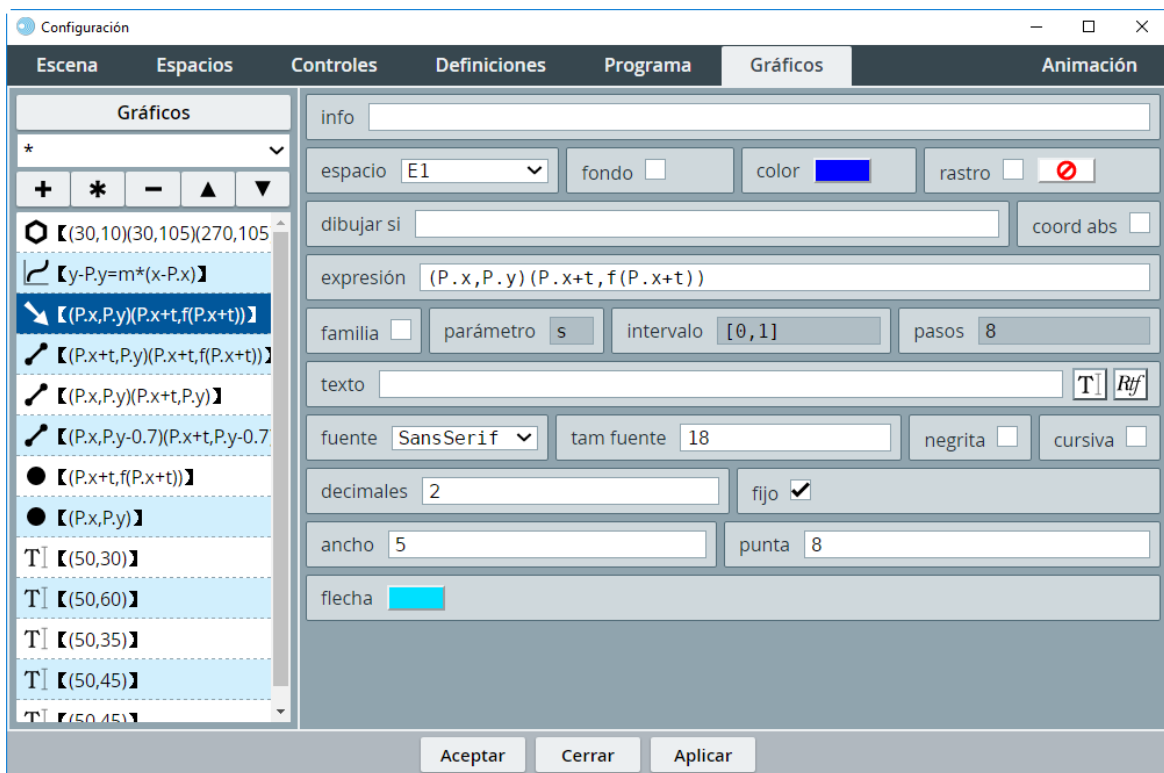 Configuración
Escena Espacios Controles Definiciones Programa Gráficos Animación
Gráficos
*
+ * − ▲ ▼
【(30,10)(30,105)(270,105
【y-P.y=m*(x-P.x)】
【(P.x,P.y)(P.x+t,f(P.x+t))】
【(P.x+t,P.y)(P.x+t,f(P.x+t))】
【(P.x,P.y)(P.x+t,P.y)】
【(P.x,P.y-0.7)(P.x+t,P.y-0.7
【(P.x+t,f(P.x+t))】
【(P.x,P.y)】
T 【(50,30)】
T 【(50,60)】
T 【(50,35)】
T 【(50,45)】
T 【(50,45)】
info
espacio E1 fondo color rastro
dibujar si coord abs
expresión (P.x,P.y)(P.x+t,f(P.x+t))
familia parámetro s intervalo [0,1] pasos 8
texto T Rtf
fuente SansSerif tam fuente 18 negrita cursiva
decimales 2 fijo
ancho 5 punta 8
flecha
Aceptar Cerrar Aplicar